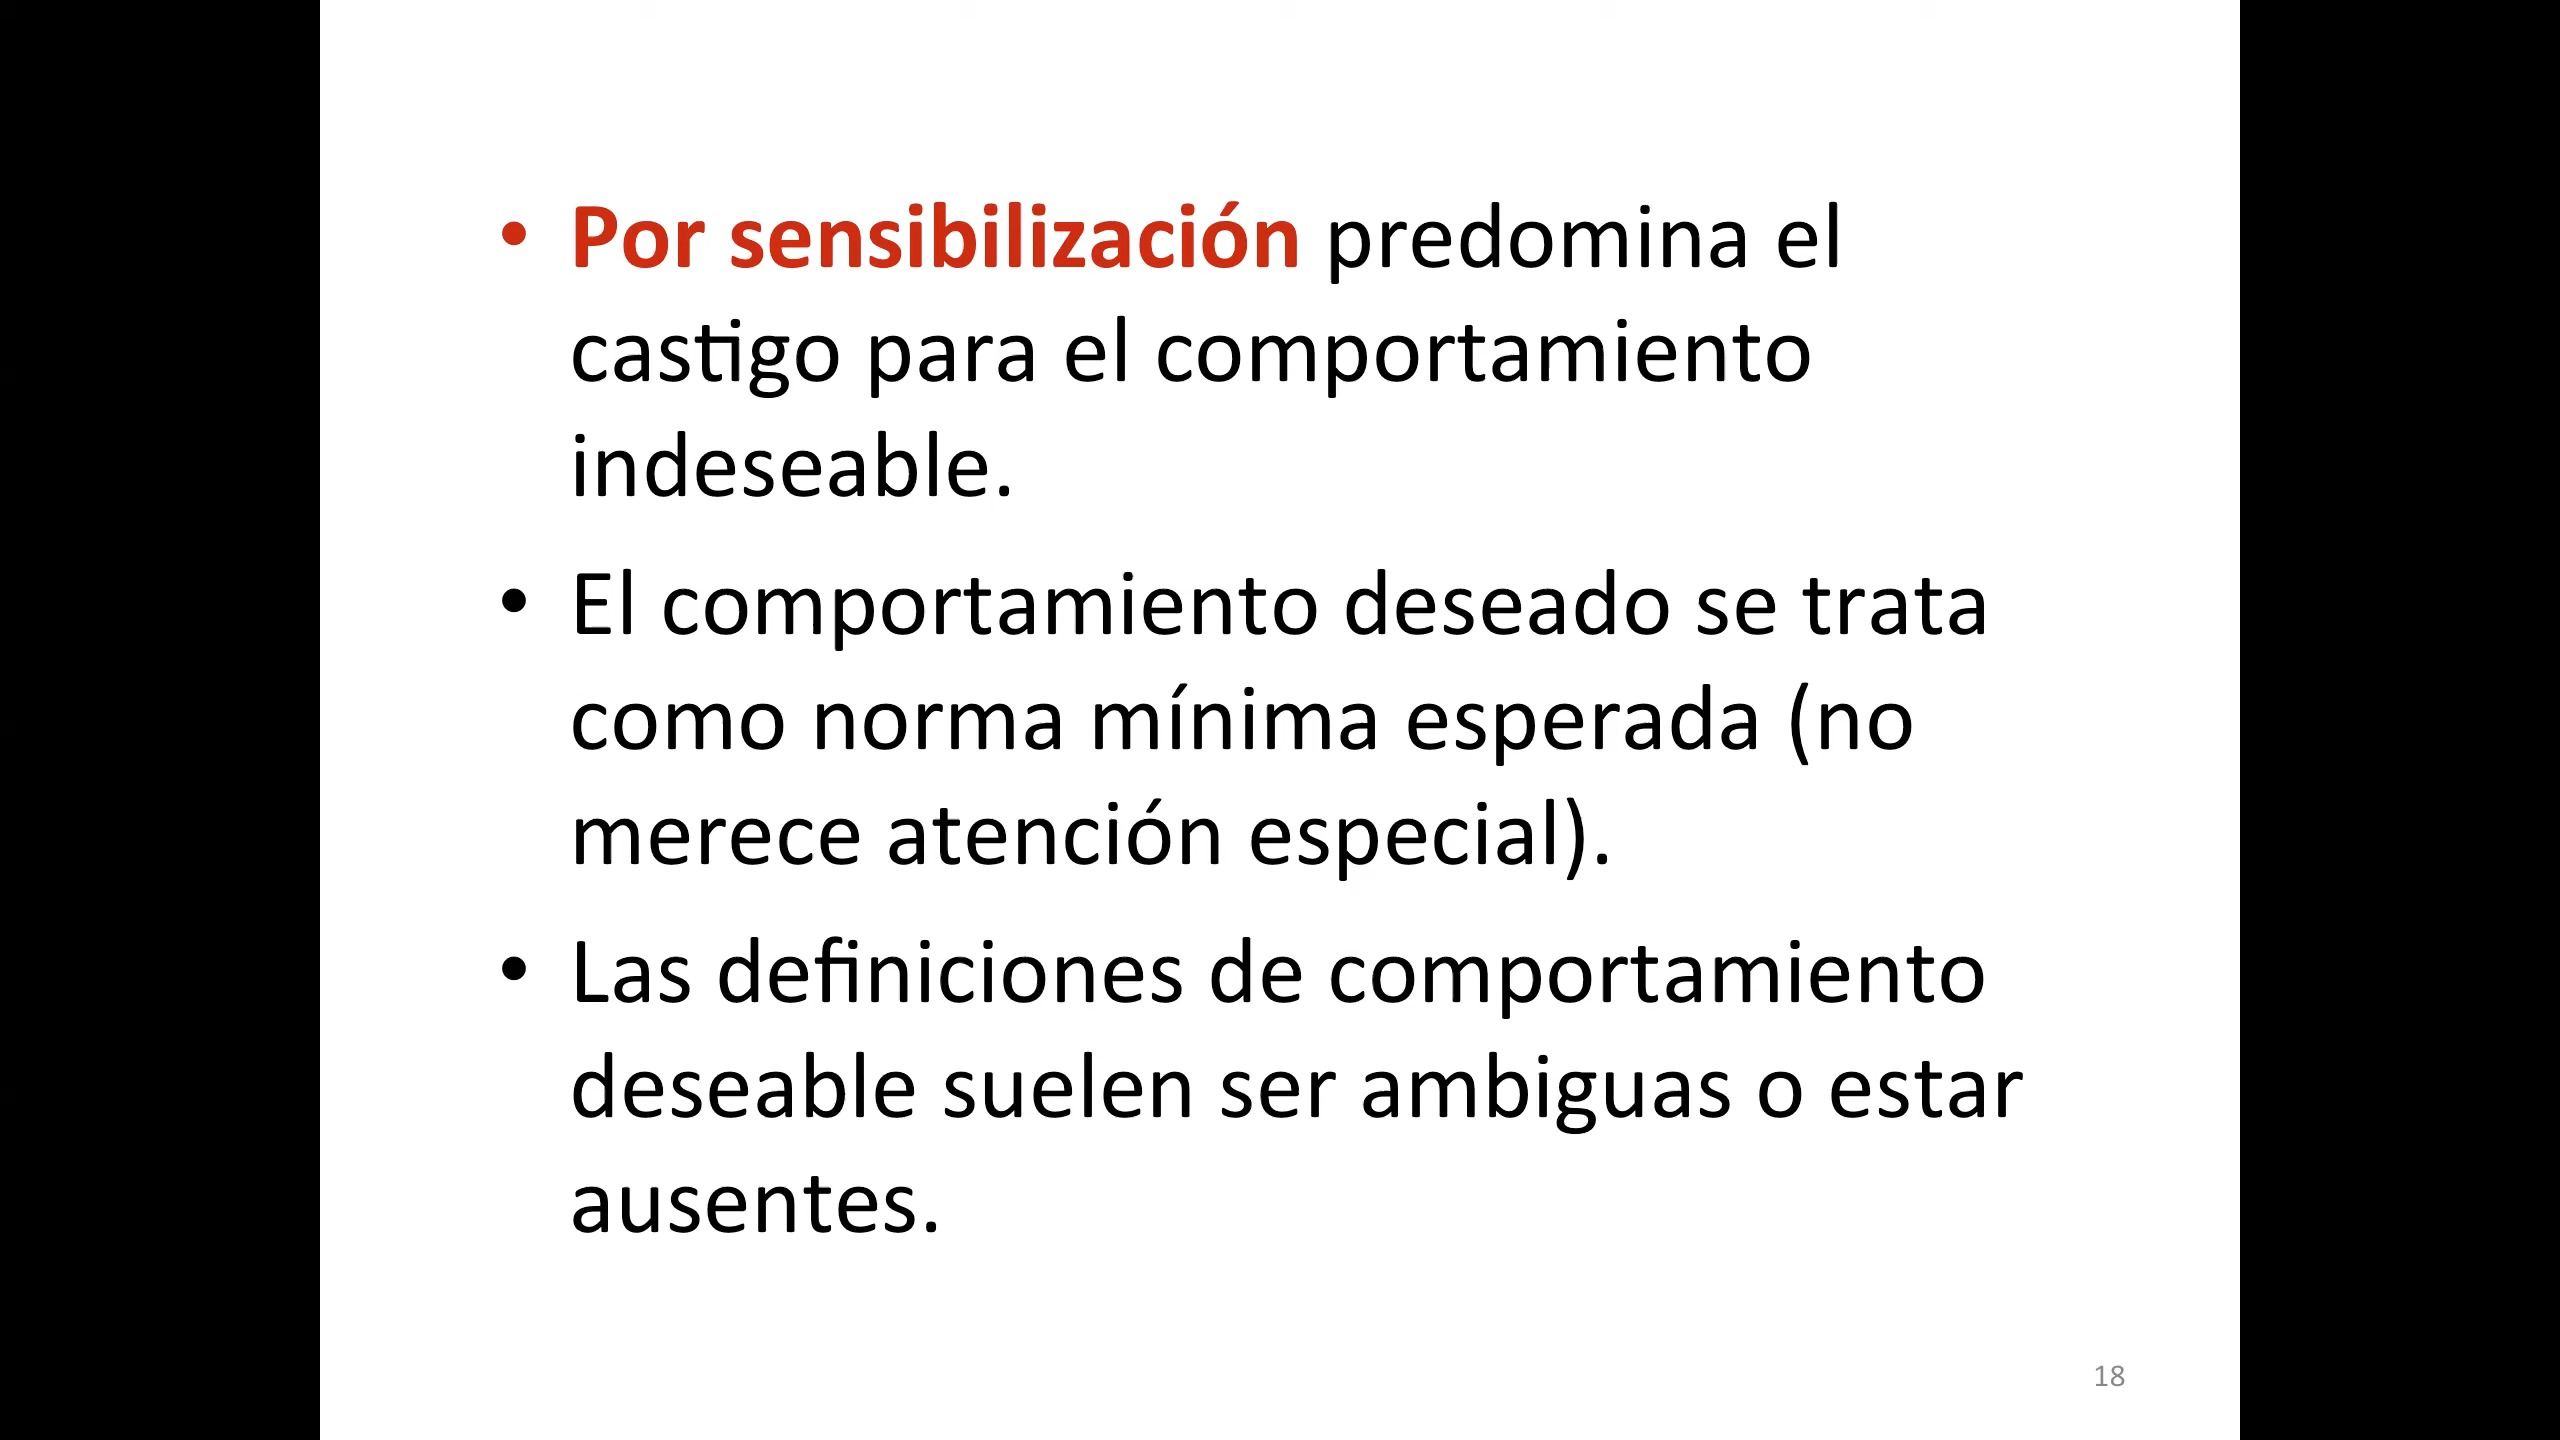 • Por sensibilización predomina el
castigo para el comportamiento
indeseable.
• El comportamiento deseado se trata
como norma mínima esperada (no
merece atención especial).
• Las definiciones de comportamiento
deseable suelen ser ambiguas o estar
ausentes.
18